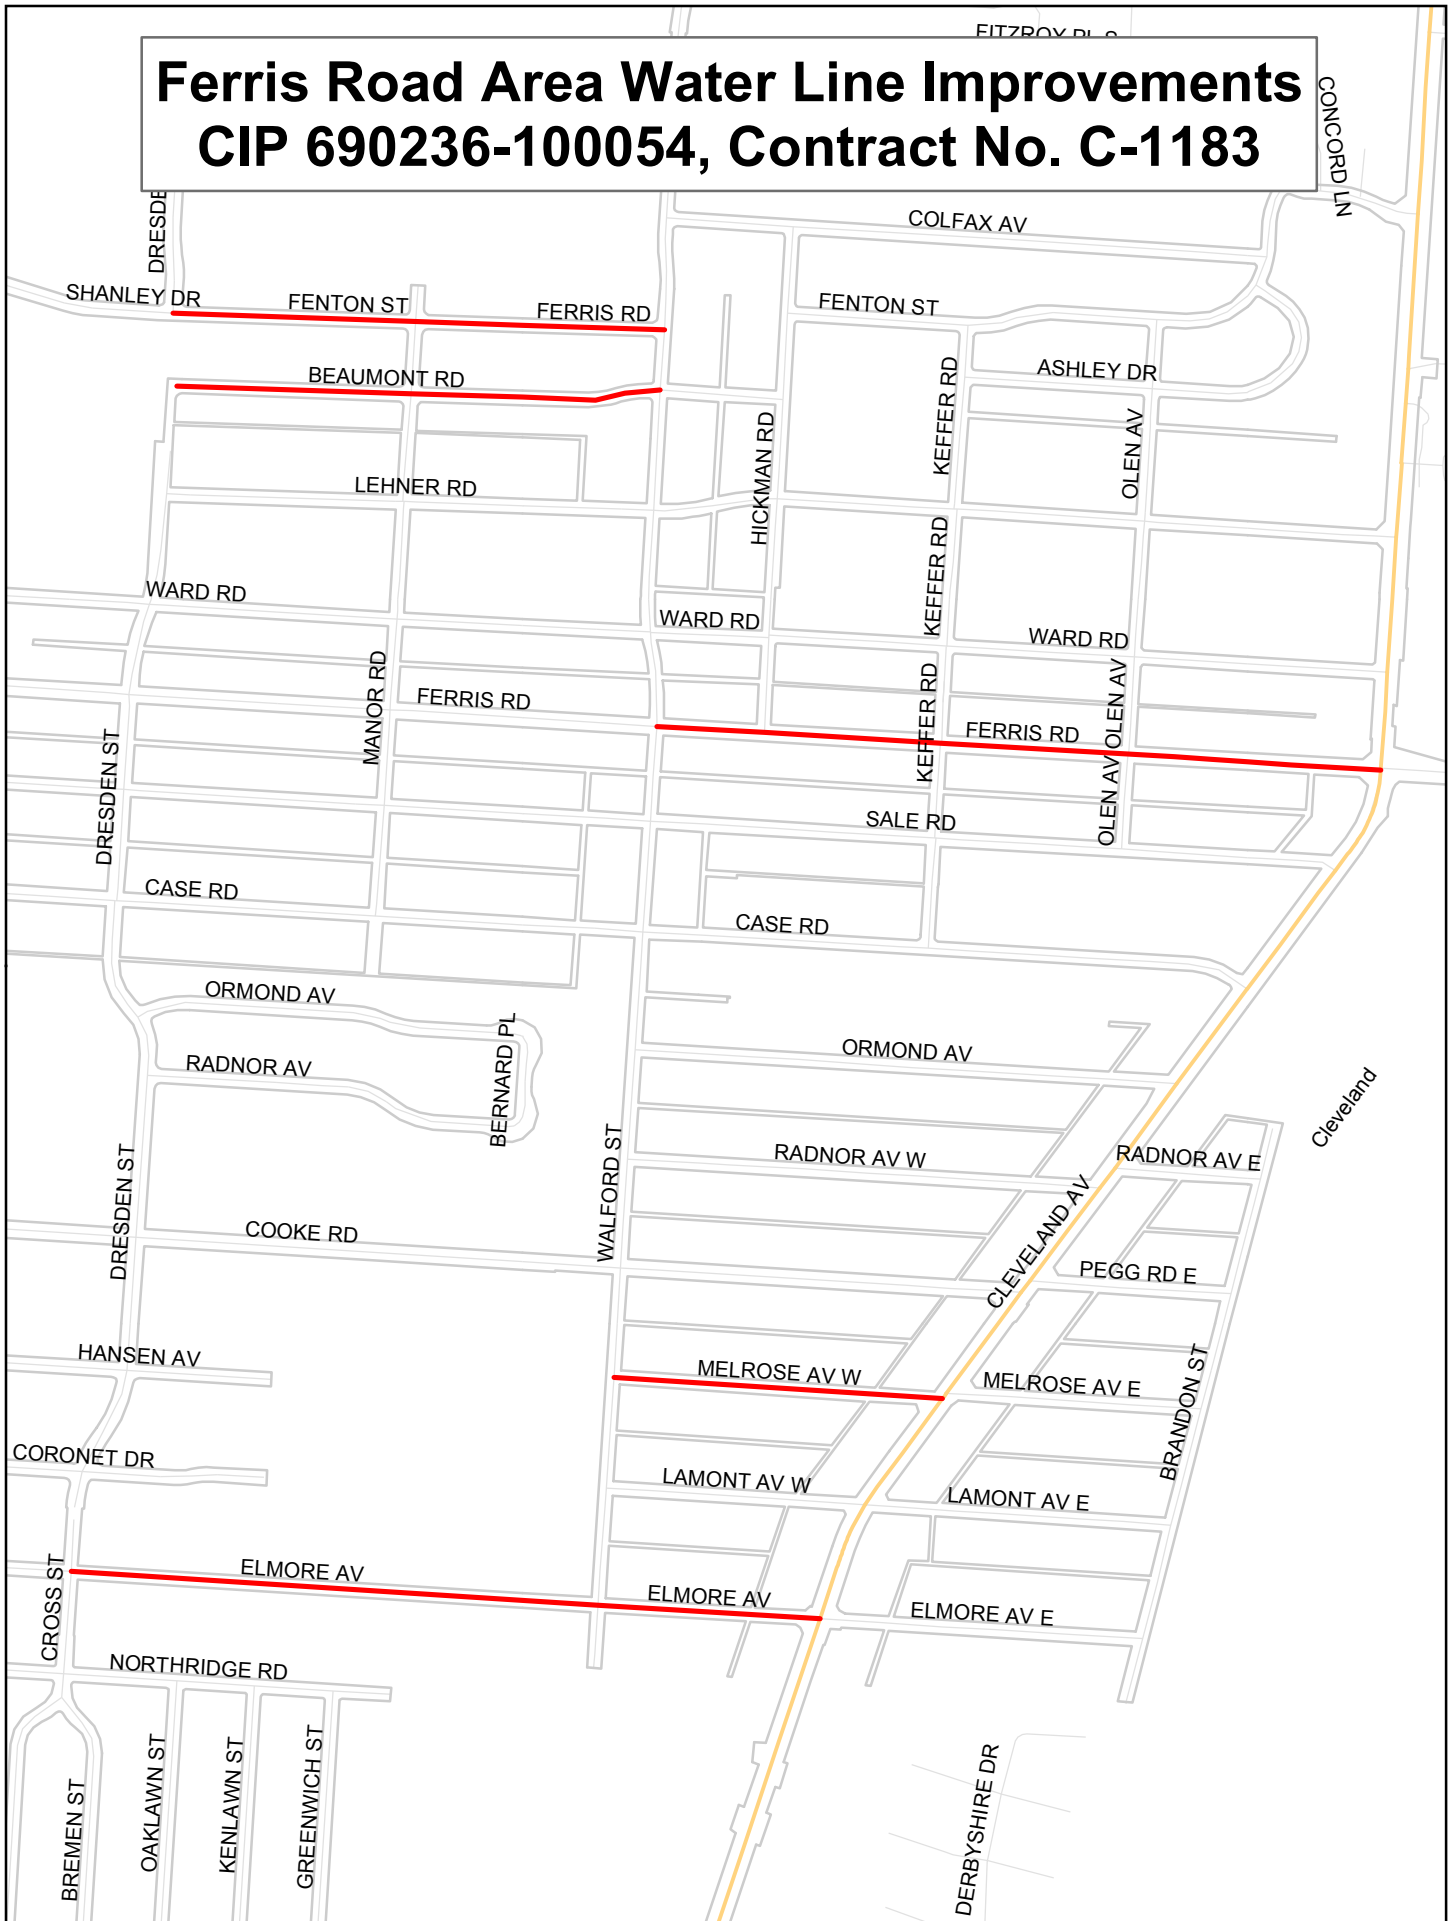 FITZROY PL S
Ferris Road Area Water Line Improvements
CIP 690236-100054, Contract No. C-1183
CONCORD LN
COLFAX AV
SHANLEY DR
FENTON ST
FERRIS RD
FENTON ST
BEAUMONT RD
ASHLEY DR
KEFFER RD
OLEN AV
HICKMAN RD
LEHNER RD
KEFFER RD
WARD RD
WARD RD
WARD RD
MANOR RD
FERRIS RD
KEFFER RD
OLEN AV
FERRIS RD
DRESDEN ST
OLEN AV
SALE RD
CASE RD
CASE RD
ORMOND AV
BERNARD PL
ORMOND AV
RADNOR AV
Cleveland
WALFORD ST
RADNOR AV W
RADNOR AV E
DRESDEN ST
COOKE RD
CLEVELAND AV
PEGG RD E
HANSEN AV
MELROSE AV W
MELROSE AV E
BRANDON ST
CORONET DR
LAMONT AV W
LAMONT AV E
CROSS ST
ELMORE AV
ELMORE AV
ELMORE AV E
NORTHRIDGE RD
BREMEN ST
OAKLAWN ST
KENLAWN ST
GREENWICH ST
DERBYSHIRE DR